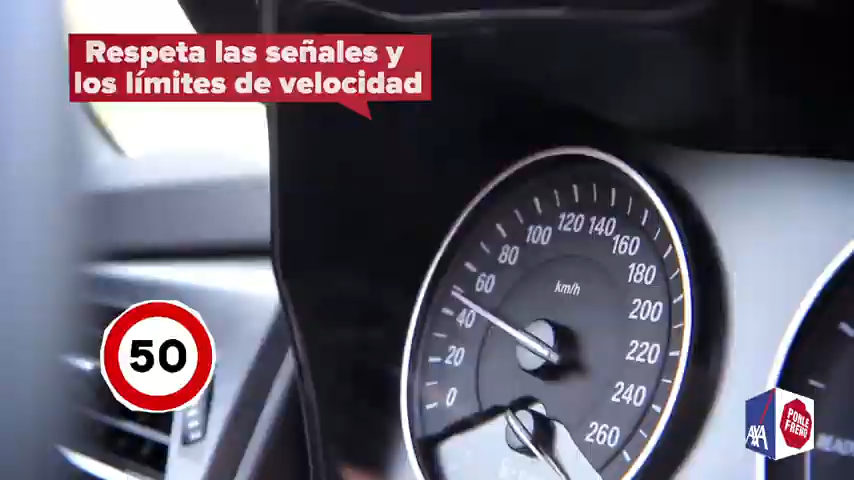 Respeta las señales y
los límites de velocidad
120
140
100
160
80
180
60
km/h
200
40
50
220
20
240
0
260
AXA
PONLE
FRENO
READY